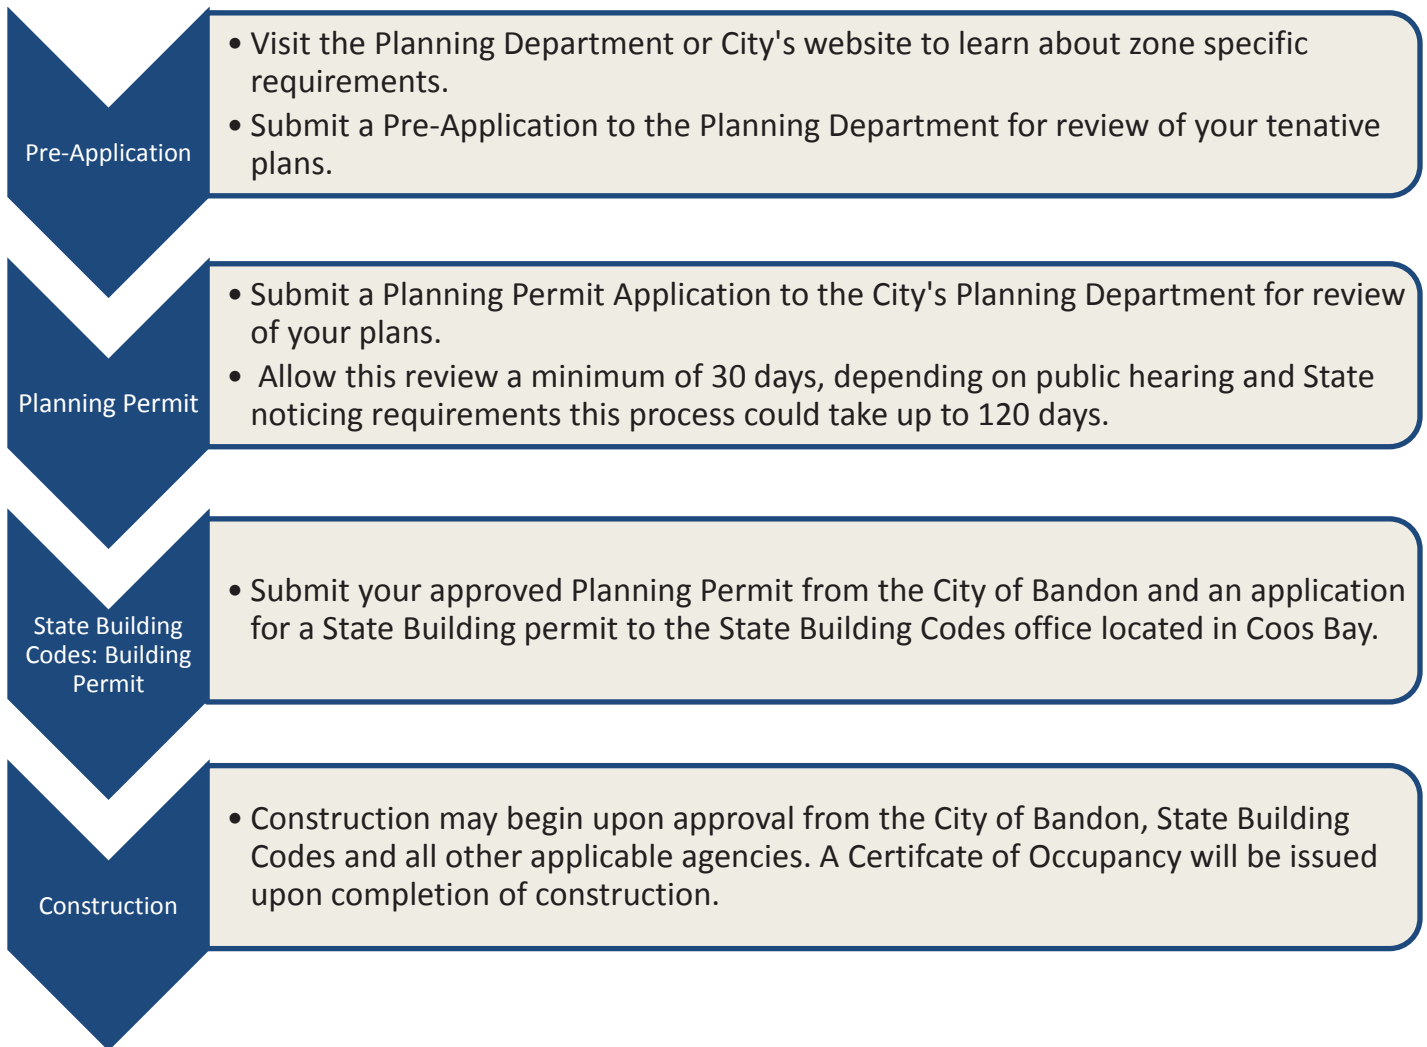 Pre-Application
• Visit the Planning Department or City's website to learn about zone specific
requirements.
• Submit a Pre-Application to the Planning Department for review of your tenative
plans.
Planning Permit
• Submit a Planning Permit Application to the City's Planning Department for review
of your plans.
• Allow this review a minimum of 30 days, depending on public hearing and State
noticing requirements this process could take up to 120 days.
State Building
Codes: Building
Permit
• Submit your approved Planning Permit from the City of Bandon and an application
for a State Building permit to the State Building Codes office located in Coos Bay.
Construction
• Construction may begin upon approval from the City of Bandon, State Building
Codes and all other applicable agencies. A Certifcate of Occupancy will be issued
upon completion of construction.